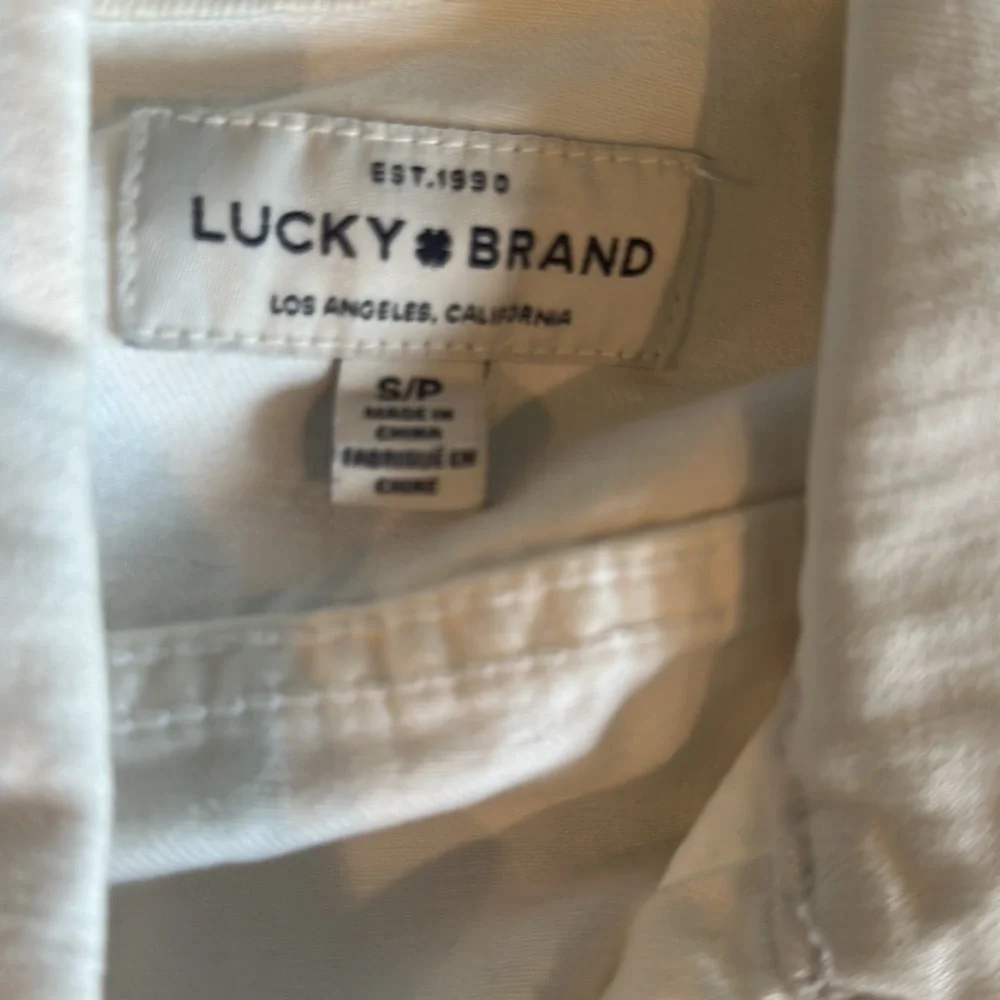 EST.1990
LUCKY BRAND
LOS ANGELES, CALIFORNIA
S/P
MADE IN
CHINA
FABRIQUÉ EN
CHINE